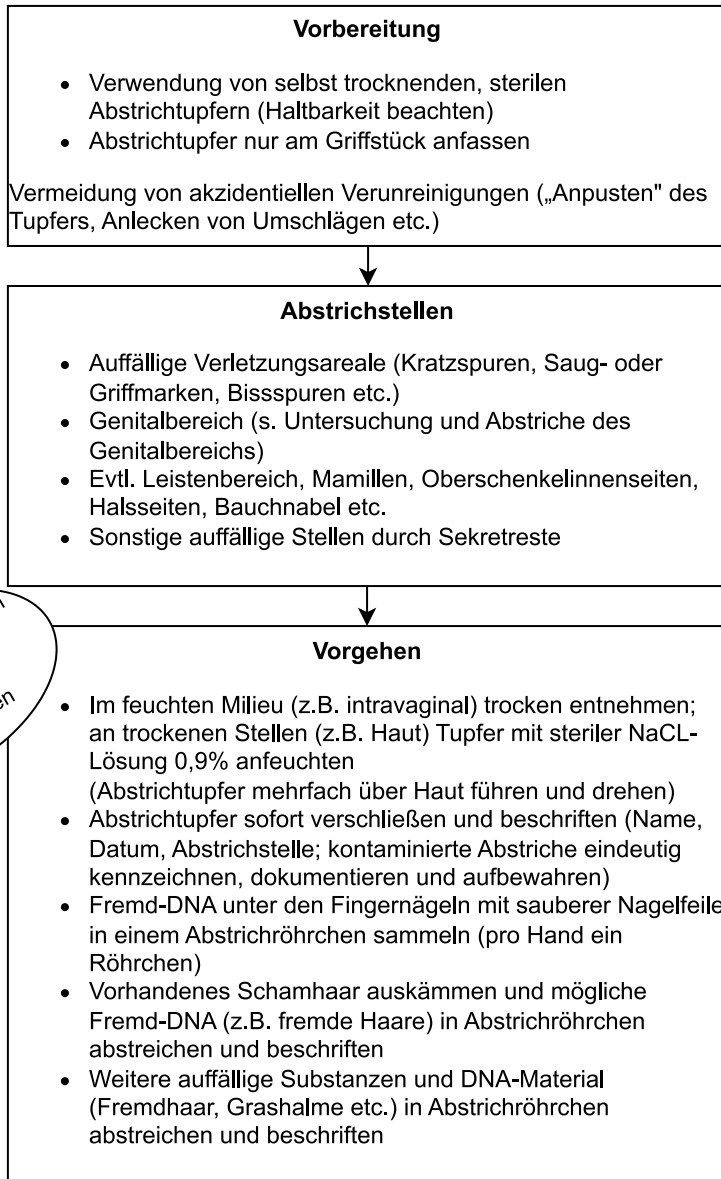 Vorbereitung
• Verwendung von selbst trocknenden, sterilen
Abstrichtupfern (Haltbarkeit beachten)
• Abstrichtupfer nur am Griffstück anfassen
Vermeidung von akzidentiellen Verunreinigungen („Anpusten" des
Tupfers, Anlecken von Umschlägen etc.)
Abstrichstellen
• Auffällige Verletzungsareale (Kratzspuren, Saug- oder
Griffmarken, Bissspuren etc.)
• Genitalbereich (s. Untersuchung und Abstriche des
Genitalbereichs)
• Evtl. Leistenbereich, Mamillen, Oberschenkelinnenseiten,
Halsseiten, Bauchnabel etc.
• Sonstige auffällige Stellen durch Sekretreste
Vorgehen
• Im feuchten Milieu (z.B. intravaginal) trocken entnehmen;
an trockenen Stellen (z.B. Haut) Tupfer mit steriler NaCL-
Lösung 0,9% anfeuchten
(Abstrichtupfer mehrfach über Haut führen und drehen)
• Abstrichtupfer sofort verschließen und beschriften (Name,
Datum, Abstrichstelle; kontaminierte Abstriche eindeutig
kennzeichnen, dokumentieren und aufbewahren)
• Fremd-DNA unter den Fingernägeln mit sauberer Nagelfeile
in einem Abstrichröhrchen sammeln (pro Hand ein
Röhrchen)
• Vorhandenes Schamhaar auskämmen und mögliche
Fremd-DNA (z.B. fremde Haare) in Abstrichröhrchen
abstreichen und beschriften
• Weitere auffällige Substanzen und DNA-Material
(Fremdhaar, Grashalme etc.) in Abstrichröhrchen
abstreichen und beschriften